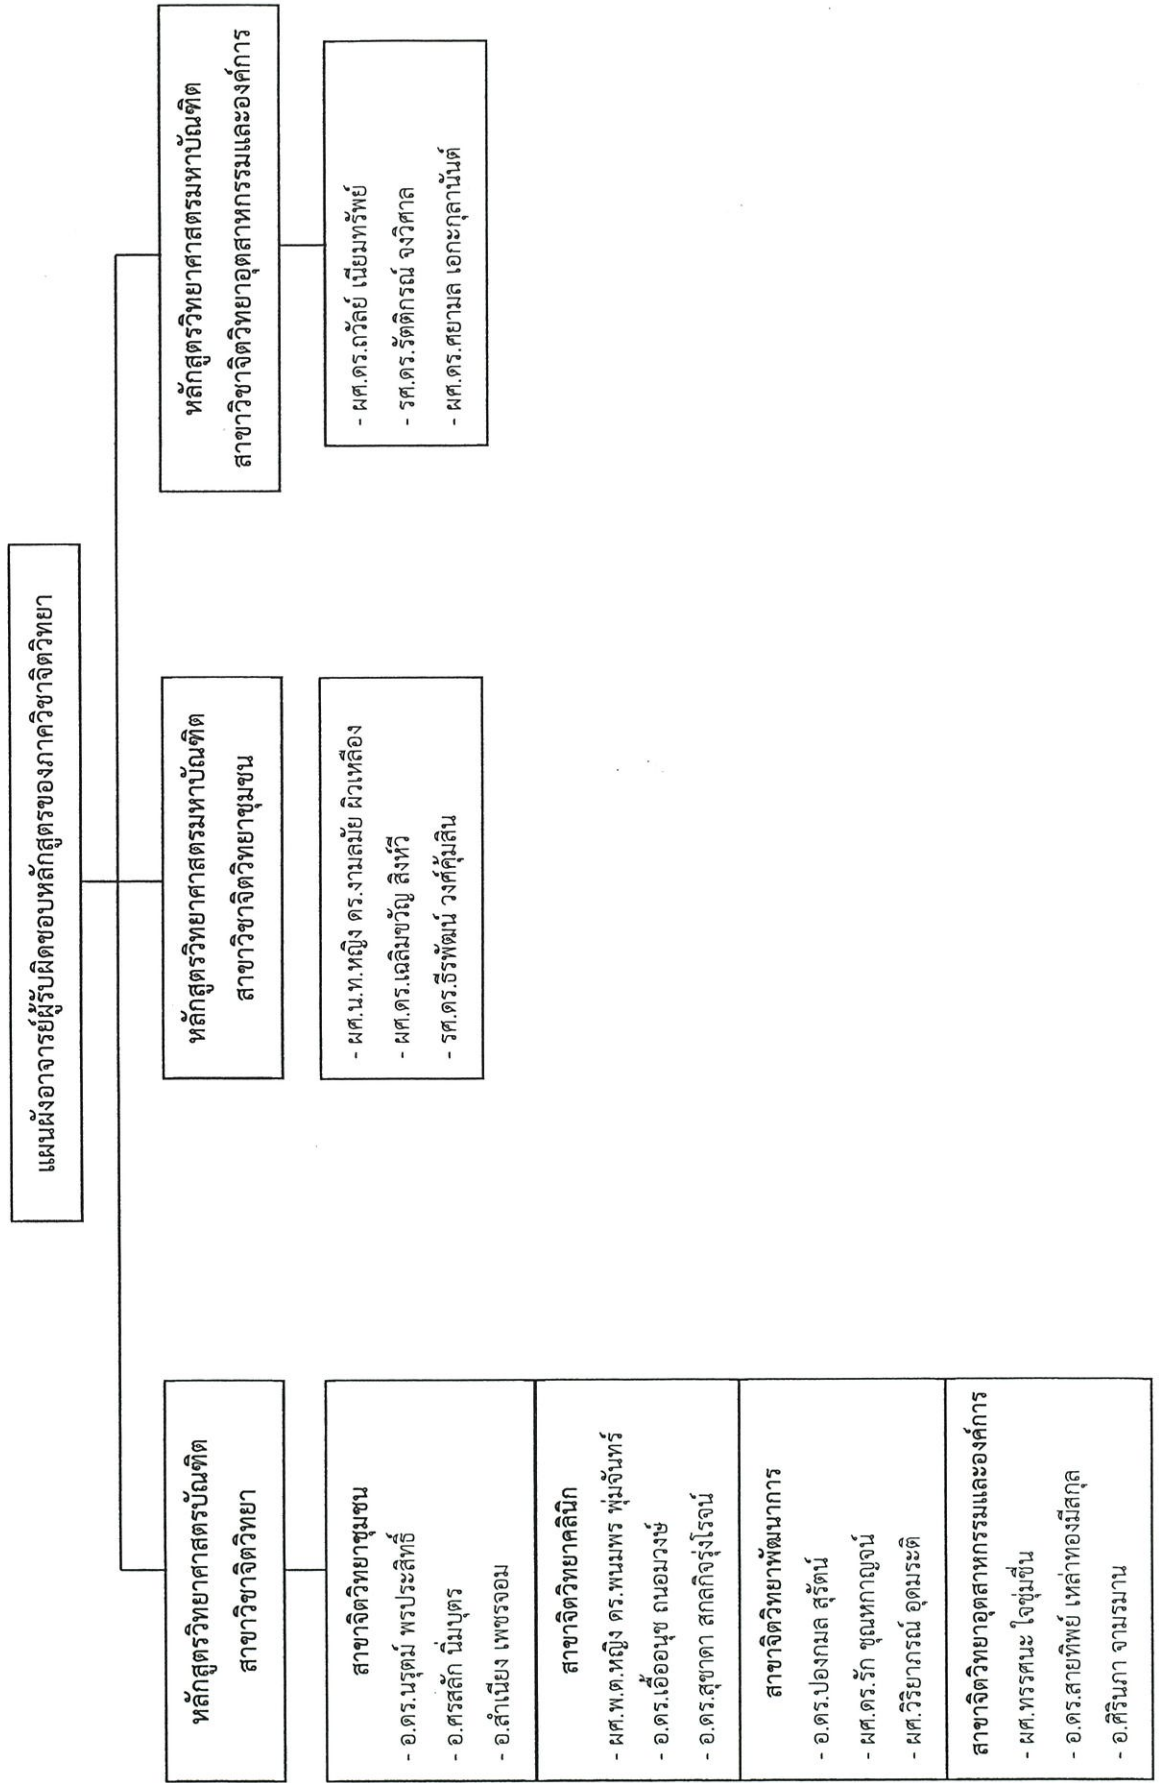 แผนผังอาจารย์ผู้รับผิดชอบหลักสูตรของภาควิชาจิตวิทยา
หลักสูตรวิทยาศาสตรบัณฑิต
สาขาวิชาจิตวิทยา
สาขาจิตวิทยาชุมชน
- อ.ดร.นรุตม์ พรประสิทธิ์
- อ.ศรสลัก นิ่มบุตร
- อ.สำเนียง เพชรจอม
สาขาจิตวิทยาคลินิก
- ผศ.พ.ต.หญิง ดร.พนมพร พุ่มจันทร์
- อ.ดร.เอื้ออนุช ถนอมวงษ์
- อ.ดร.สุชาดา สกลกิจรุ่งโรจน์
สาขาจิตวิทยาพัฒนาการ
- อ.ดร.ปองกมล สุรัตน์
- ผศ.ดร.รัก ชุณหกาญจน์
- ผศ.วิริยาภรณ์ อุดมระติ
สาขาจิตวิทยาอุตสาหกรรมและองค์การ
- ผศ.ทรรศนะ ใจชุ่มชื่น
- อ.ดร.สายทิพย์ เหล่าทองมีสกุล
- อ.ศิรินภา จามรมาน
หลักสูตรวิทยาศาสตรมหาบัณฑิต
สาขาวิชาจิตวิทยาชุมชน
- ผศ.น.ท.หญิง ดร.งามลมัย ผิวเหลือง
- ผศ.ดร.เฉลิมขวัญ สิงห์วี
- รศ.ดร.ธีรพัฒน์ วงศ์คุ้มสิน
หลักสูตรวิทยาศาสตรมหาบัณฑิต
สาขาวิชาจิตวิทยาอุตสาหกรรมและองค์การ
- ผศ.ดร.ถวัลย์ เนียมทรัพย์
- รศ.ดร.รัตติกรณ์ จงวิศาล
- ผศ.ดร.ศยามล เอกะกุลานันต์